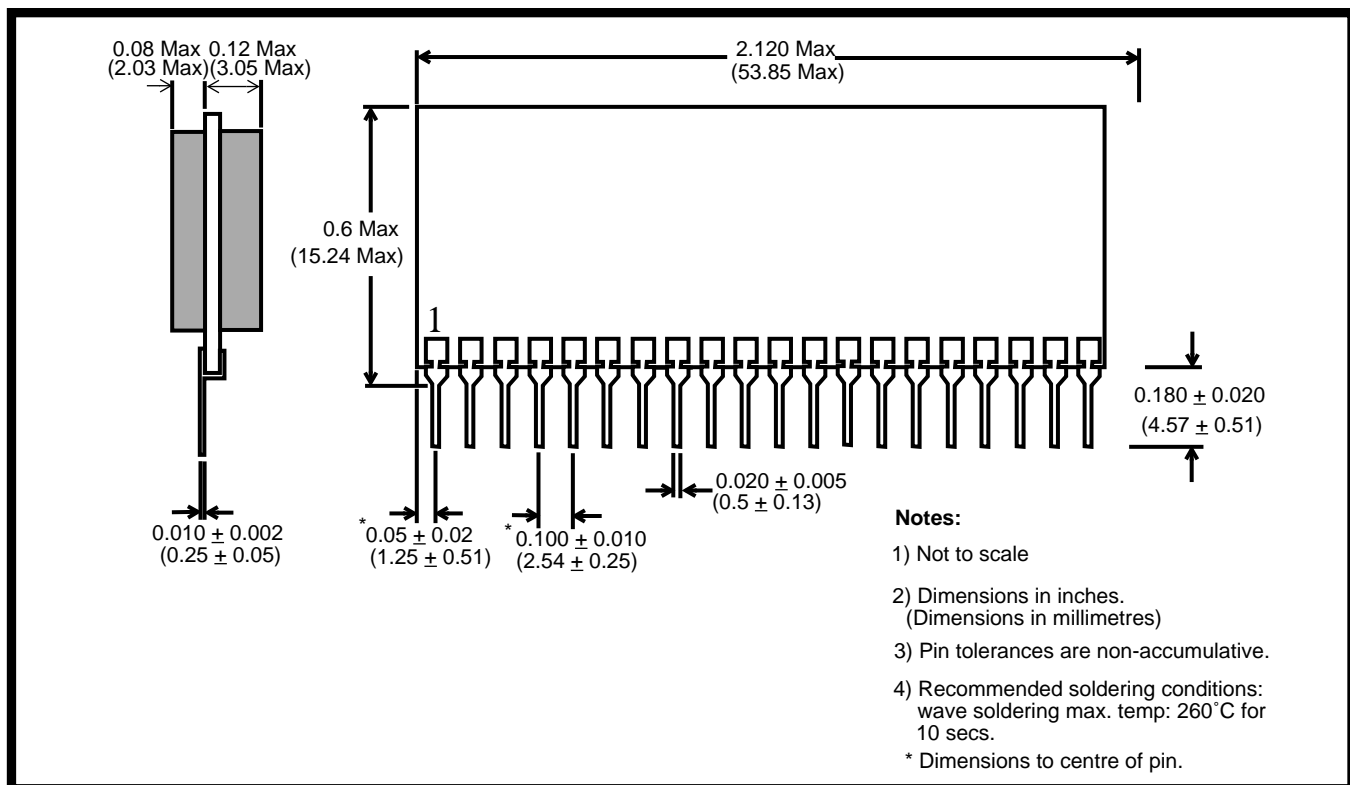 0.08 Max 0.12 Max
(2.03 Max)(3.05 Max)
2.120 Max
(53.85 Max)
0.6 Max
(15.24 Max)
1
0.180 ± 0.020
(4.57 ± 0.51)
0.020 ± 0.005
(0.5 ± 0.13)
0.010 ± 0.002
(0.25 ± 0.05)
*0.05 ± 0.02
(1.25 ± 0.51)
*0.100 ± 0.010
(2.54 ± 0.25)
Notes:
1) Not to scale
2) Dimensions in inches.
(Dimensions in millimetres)
3) Pin tolerances are non-accumulative.
4) Recommended soldering conditions:
wave soldering max. temp: 260°C for
10 secs.
* Dimensions to centre of pin.